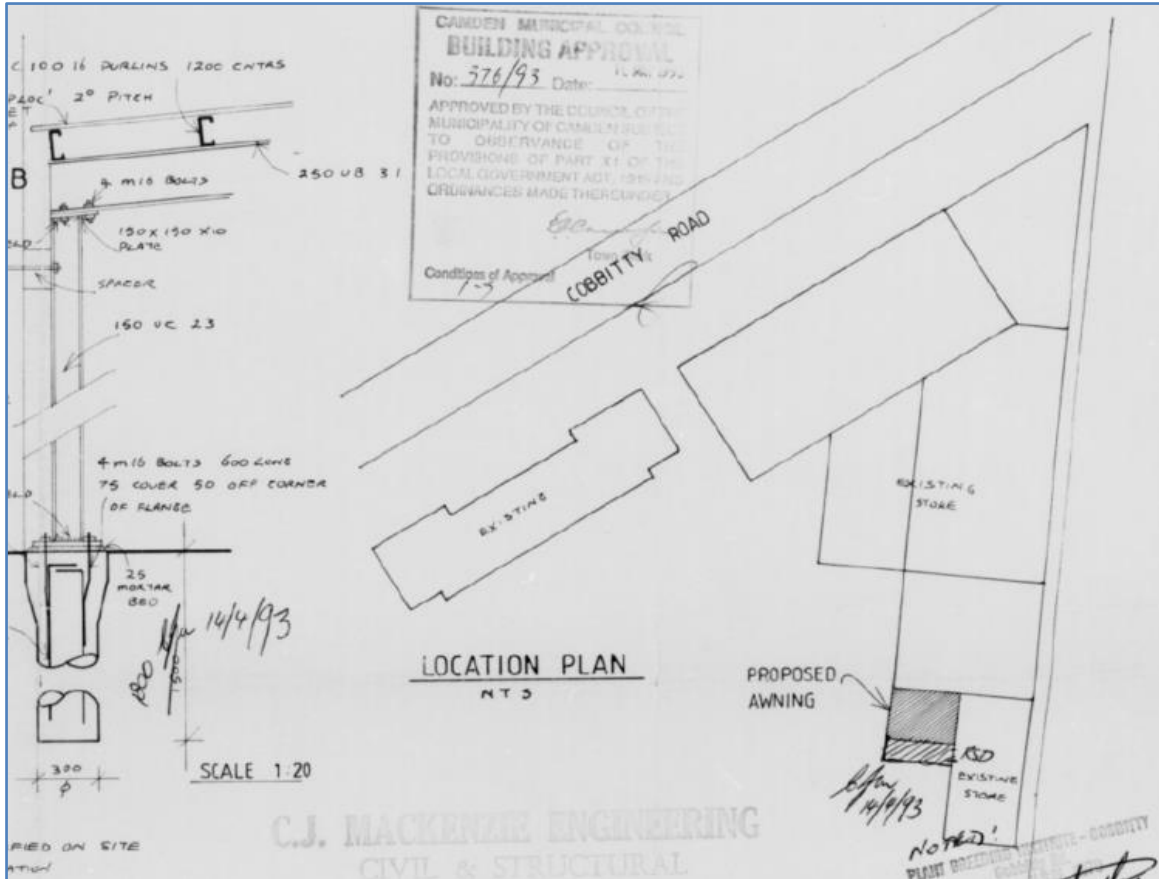 CAMDEN MUNICIPAL COUNCIL
BUILDING APPROVAL
No: 376/93 Date:
APPROVED BY THE COUNCIL OF THE
MUNICIPALITY OF CAMDEN SUBJECT
TO OBSERVANCE OF THE
PROVISIONS OF PART XI OF THE
LOCAL GOVERNMENT ACT, 1919 AND
ORDINANCES MADE THEREUNDER
Town Clerk
Conditions of Approval
C 100 16 PURLINS 1200 CNTRS
2° PITCH
B
250 UB 31
4 M16 BOLTS
150 X 150 X 10
PLATE
SPACER
150 UC 23
4 M16 BOLTS 600 LONG
75 COVER 50 OFF CORNER
OF FLANGE
25
MORTAR
BED
14/4/93
1500
300
φ
SCALE 1:20
FIED ON SITE
ATION
COBBITTY ROAD
EXISTING
EXISTING
STORE
LOCATION PLAN
NTS
PROPOSED
AWNING
RSD
EXISTING
STORE
14/4/93
NOTED!
C.J. MACKENZIE ENGINEERING
CIVIL & STRUCTURAL
PLANT BREEDING INSTITUTE - COBBITTY